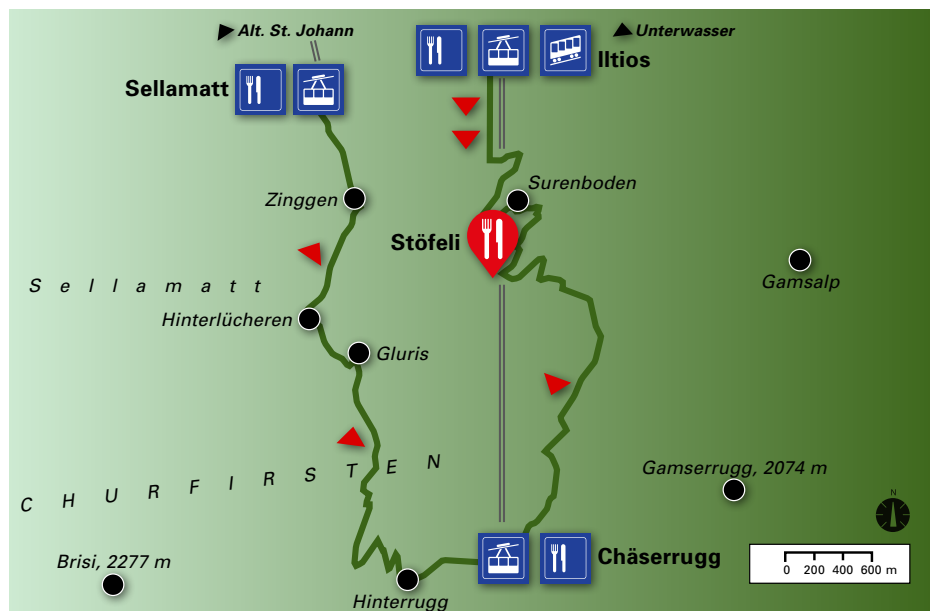 Alt. St. Johann
Unterwasser
Iltios
Sellamatt
Surenboden
Zinggen
Stöfeli
Gamsalp
Sellamatt
Hinterlücheren
Gluris
CHURFIRSTEN
Gamserrugg, 2074 m
N
Brisi, 2277 m
Chäserrugg
0 200 400 600 m
Hinterrugg